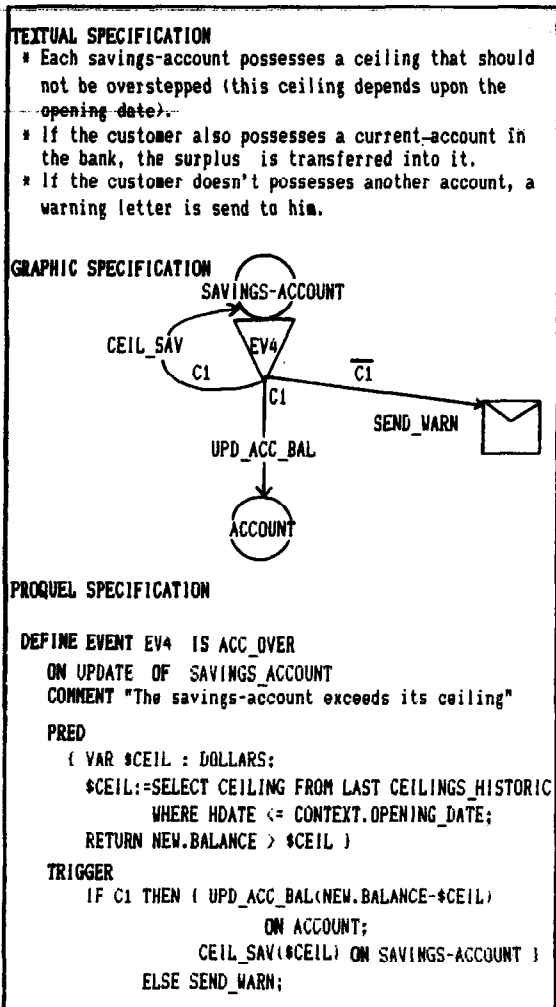 TEXTUAL SPECIFICATION
* Each savings-account possesses a ceiling that should
not be overstepped (this ceiling depends upon the
opening date).
* If the customer also possesses a current-account in
the bank, the surplus is transferred into it.
* If the customer doesn't possesses another account, a
warning letter is send to him.
GRAPHIC SPECIFICATION
SAVINGS-ACCOUNT
CEIL_SAV
EV4
C1
C1
C1
SEND_WARN
UPD_ACC_BAL
ACCOUNT
PROQUEL SPECIFICATION
DEFINE EVENT EV4 IS ACC_OVER
ON UPDATE OF SAVINGS_ACCOUNT
COMMENT "The savings-account exceeds its ceiling"
PRED
{ VAR $CEIL : DOLLARS;
$CEIL:=SELECT CEILING FROM LAST CEILINGS_HISTORIC
WHERE HDATE <= CONTEXT.OPENING_DATE;
RETURN NEW.BALANCE > $CEIL }
TRIGGER
IF C1 THEN { UPD_ACC_BAL(NEW.BALANCE-$CEIL)
ON ACCOUNT;
CEIL_SAV($CEIL) ON SAVINGS-ACCOUNT }
ELSE SEND_WARN;